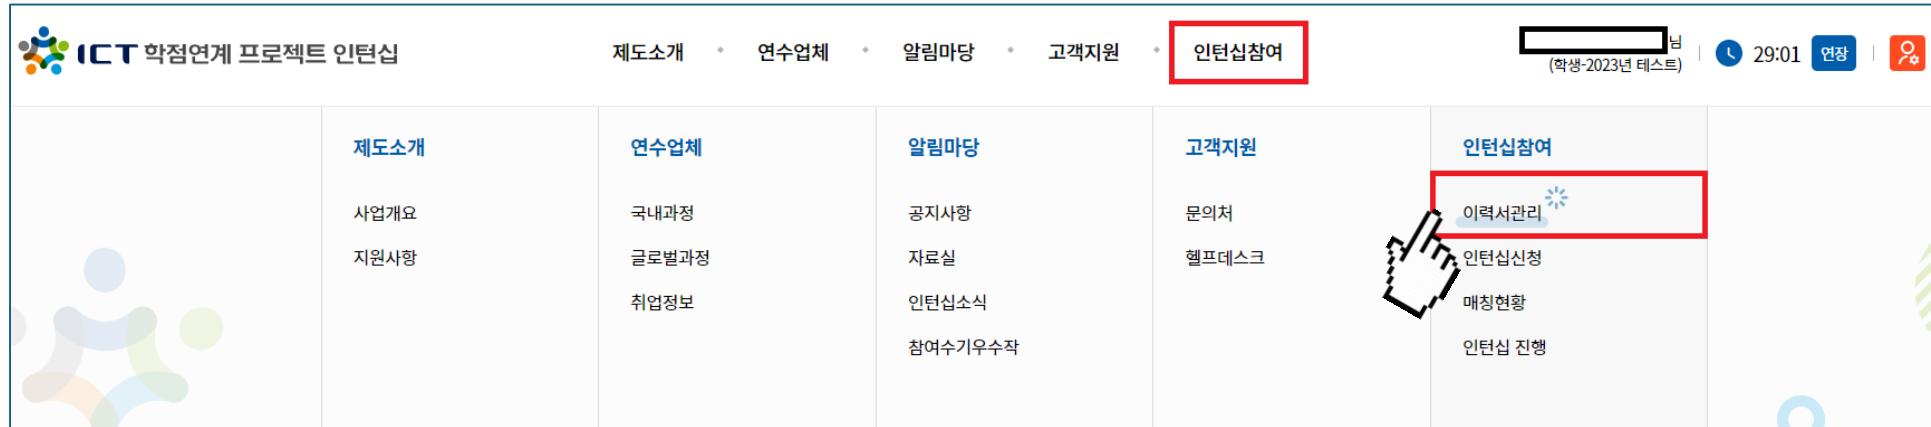 ICT 학점연계 프로젝트 인턴십
제도소개
연수업체
알림마당
고객지원
인턴십참여
님
(학생-2023년 테스트)
29:01
연장
제도소개
사업개요
지원사항
연수업체
국내과정
글로벌과정
취업정보
알림마당
공지사항
자료실
인턴십소식
참여수기우수작
고객지원
문의처
헬프데스크
인턴십참여
이력서관리
인턴십신청
매칭현황
인턴십 진행